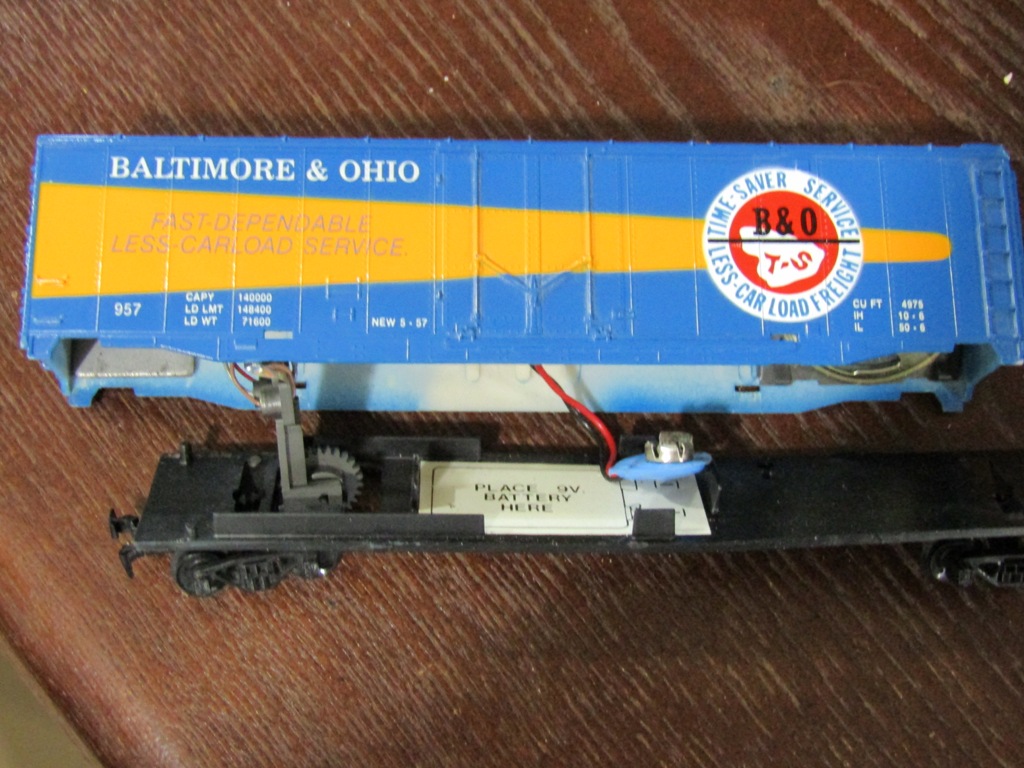 BALTIMORE & OHIO
FAST-DEPENDABLE
LESS-CARLOAD SERVICE.
957
CAPY 140000
LD LMT 148400
LD WT 71600
NEW 5-57
TIME-SAVER SERVICE
B&O
T-S
LESS-CAR LOAD FREIGHT
CU FT 4975
IH 10-6
IL 50-6
PLACE 9V.
BATTERY
HERE